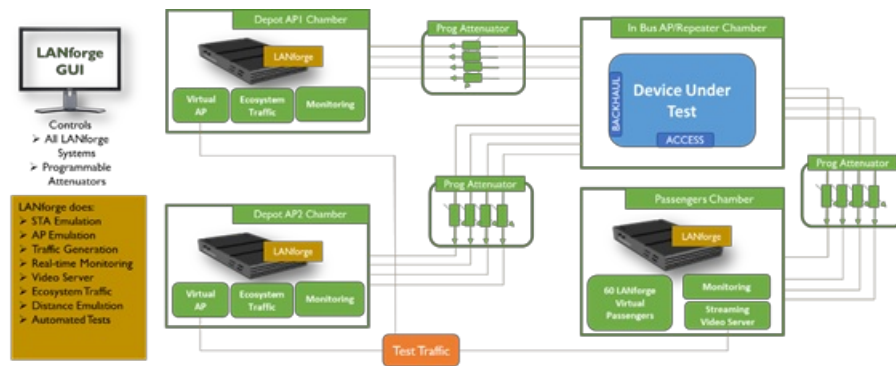 LANforge
GUI
Controls
➤ All LANforge
Systems
➤ Programmable
Attenuators
LANforge does:
➤ STA Emulation
➤ AP Emulation
➤ Traffic Generation
➤ Real-time Monitoring
➤ Video Server
➤ Ecosystem Traffic
➤ Distance Emulation
➤ Automated Tests
Depot AP1 Chamber
LANforge
Virtual
AP
Ecosystem
Traffic
Monitoring
Prog Attenuator
In Bus AP/Repeater Chamber
BACKHAUL
Device Under
Test
ACCESS
Depot AP2 Chamber
LANforge
Virtual
AP
Ecosystem
Traffic
Monitoring
Prog Attenuator
Passengers Chamber
LANforge
60 LANforge
Virtual
Passengers
Monitoring
Streaming
Video Server
Prog Attenuator
Test Traffic